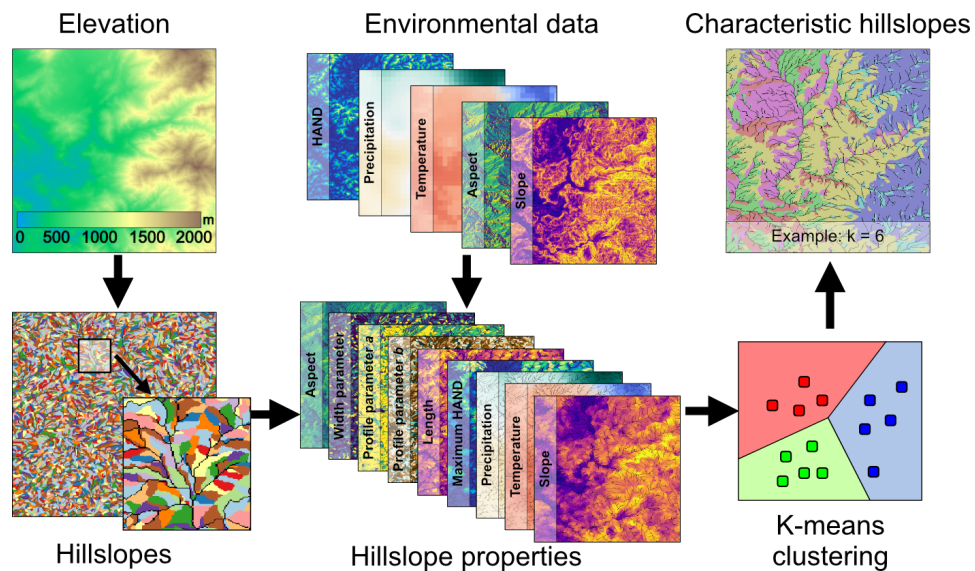 Elevation
Environmental data
Characteristic hillslopes
m
0 500 1000 2000
HAND
Precipitation
Temperature
Aspect
Slope
Example: k = 6
Aspect
Width parameter
Profile parameter a
Profile parameter b
Length
Maximum HAND
Precipitation
Temperature
Slope
Hillslopes
Hillslope properties
K-means
clustering